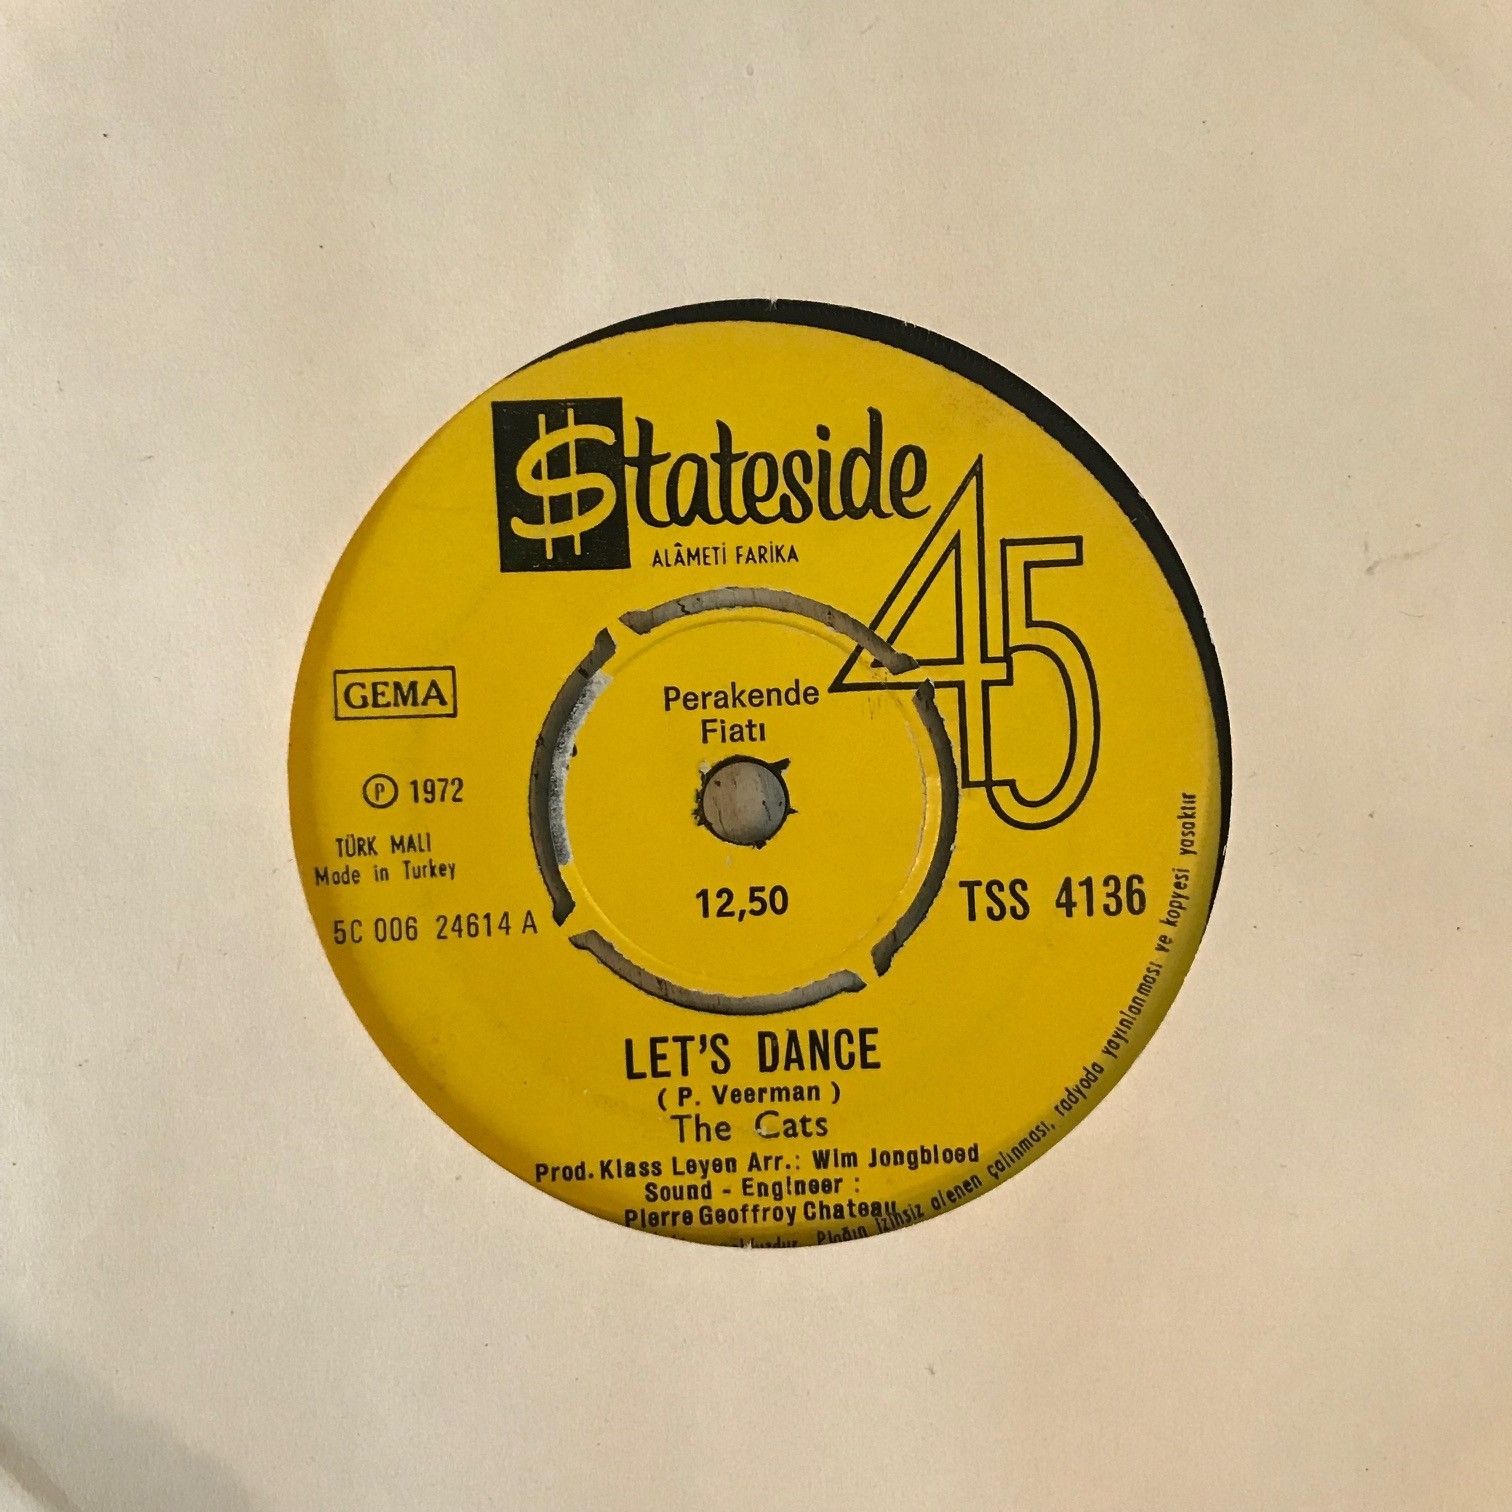 Stateside
ALÂMETİ FARİKA
45
GEMA
Perakende
Fiatı
℗ 1972
TÜRK MALI
Made in Turkey
5C 006 24614 A
12,50
TSS 4136
LET'S DANCE
( P. Veerman )
The Cats
Prod. Klass Leyen Arr.: Wim Jongbloed
Sound - Engineer :
Pierre Geoffroy Chateau
Plağın izinsiz alenen çalınması, radyoda yayınlanması ve kopyesi yasaktır